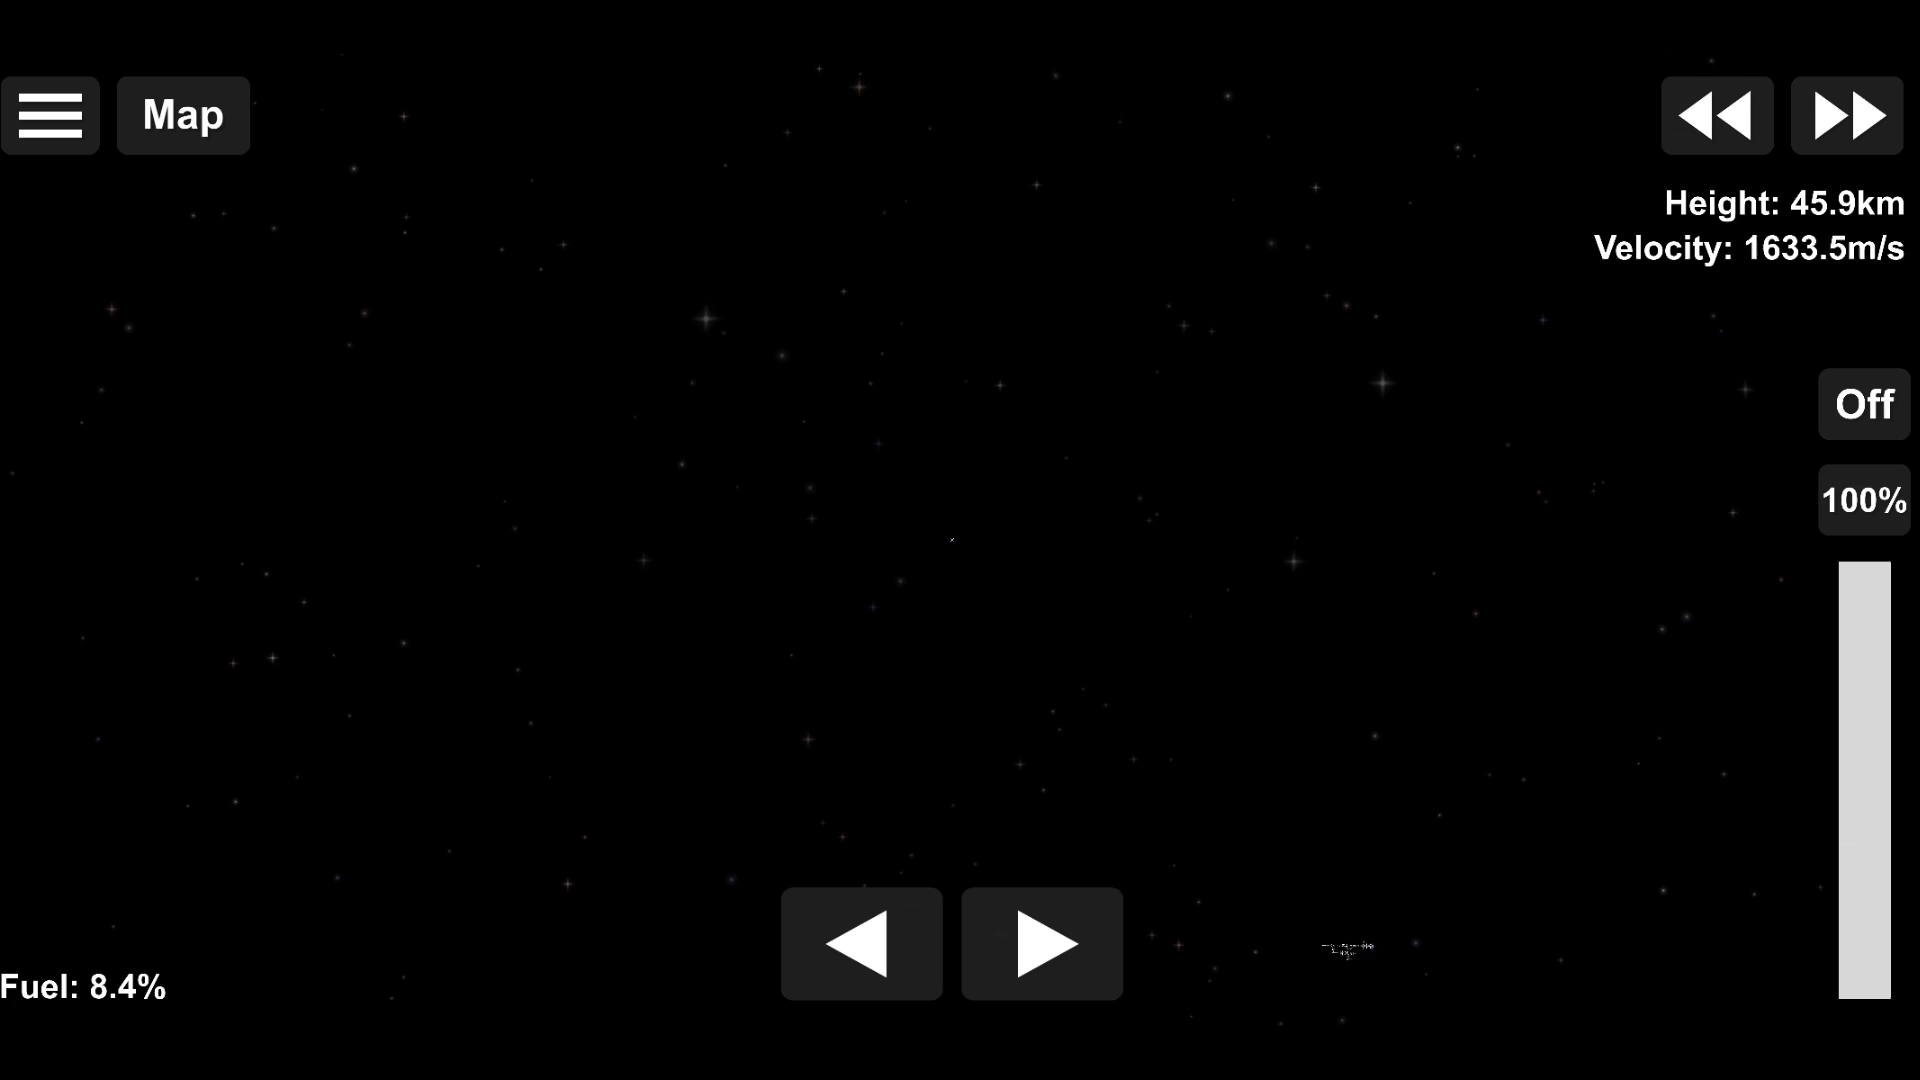 Map
Height: 45.9km
Velocity: 1633.5m/s
Off
100%
Fuel: 8.4%